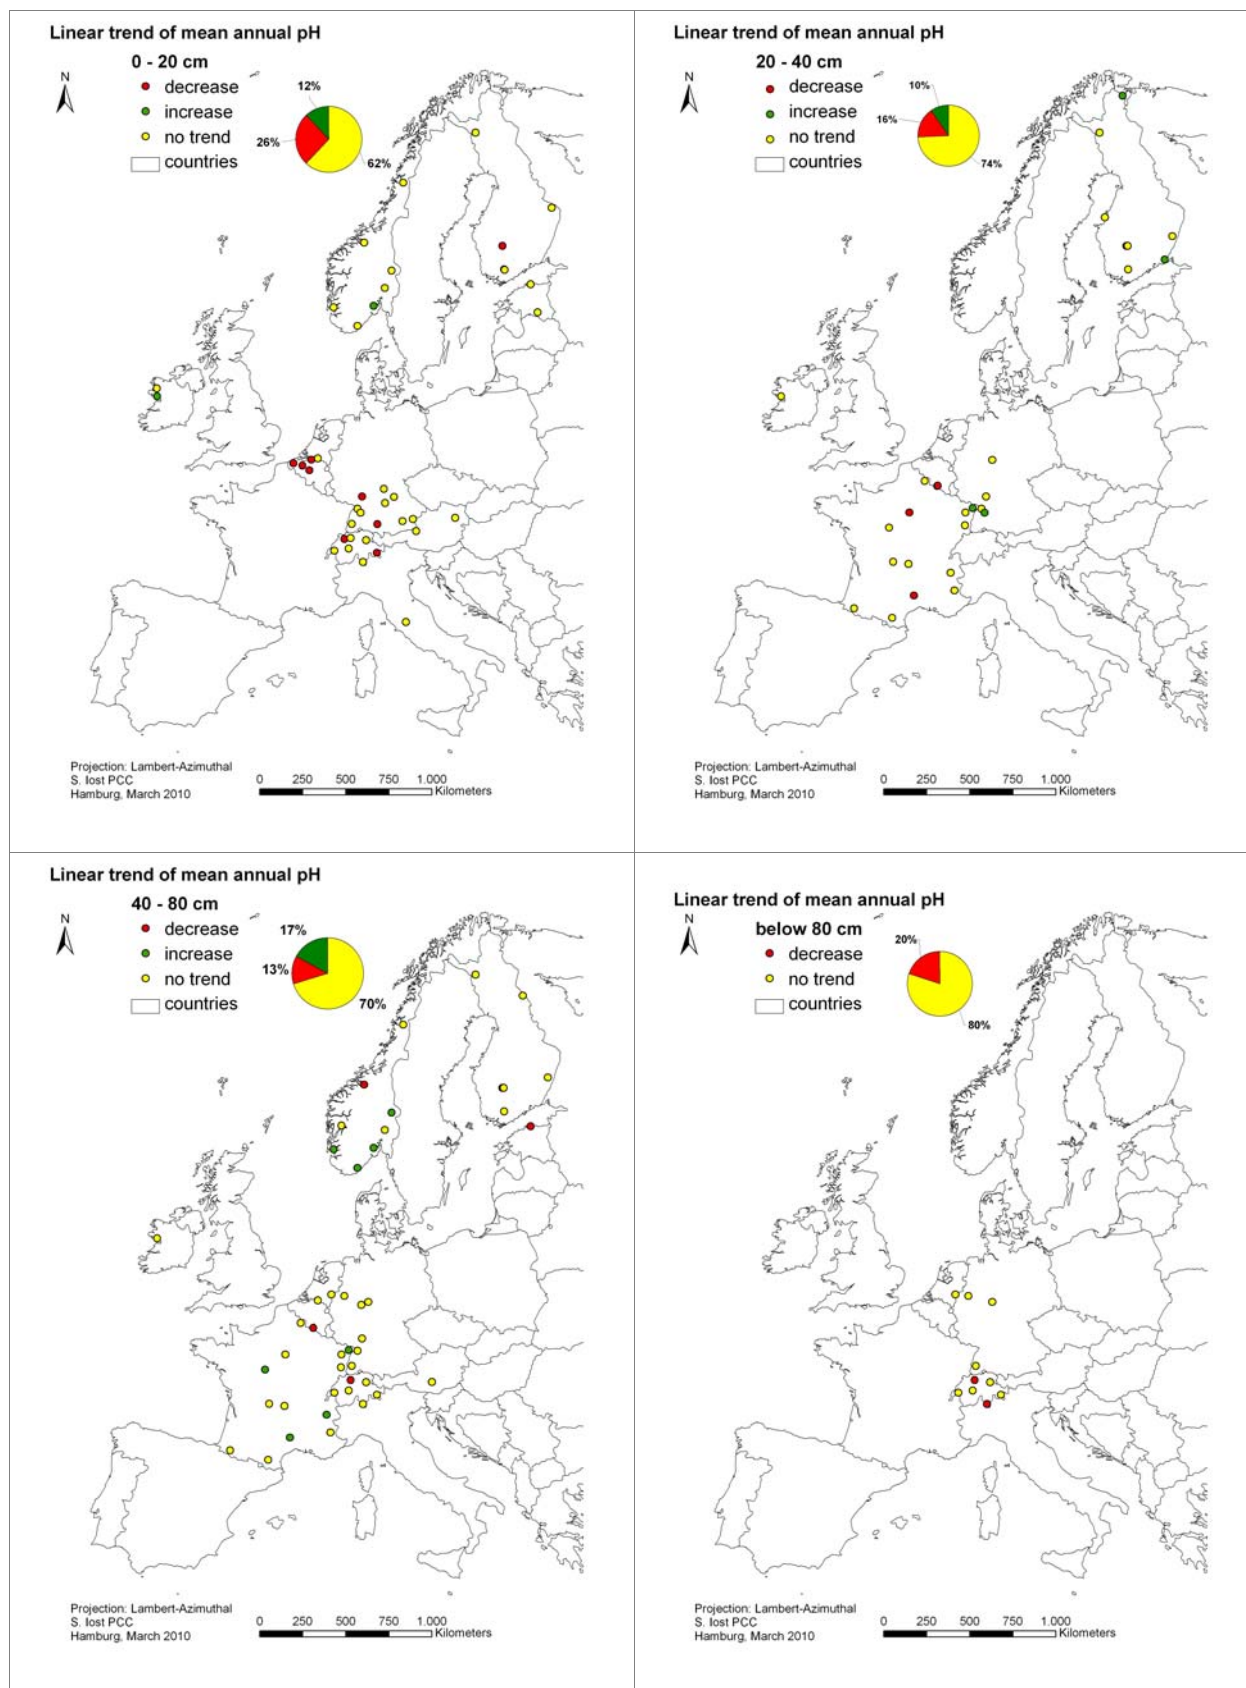 Linear trend of mean annual pH
0 - 20 cm
N
decrease
increase
no trend
countries
12%
26%
62%
Projection: Lambert-Azimuthal
S. Iost PCC
Hamburg, March 2010
0 250 500 750 1.000
Kilometers
Linear trend of mean annual pH
20 - 40 cm
N
decrease
increase
no trend
countries
10%
16%
74%
Projection: Lambert-Azimuthal
S. Iost PCC
Hamburg, March 2010
0 250 500 750 1.000
Kilometers
Linear trend of mean annual pH
40 - 80 cm
N
decrease
increase
no trend
countries
17%
13%
70%
Projection: Lambert-Azimuthal
S. Iost PCC
Hamburg, March 2010
0 250 500 750 1.000
Kilometers
Linear trend of mean annual pH
below 80 cm
N
decrease
no trend
countries
20%
80%
Projection: Lambert-Azimuthal
S. Iost PCC
Hamburg, March 2010
0 250 500 750 1.000
Kilometers